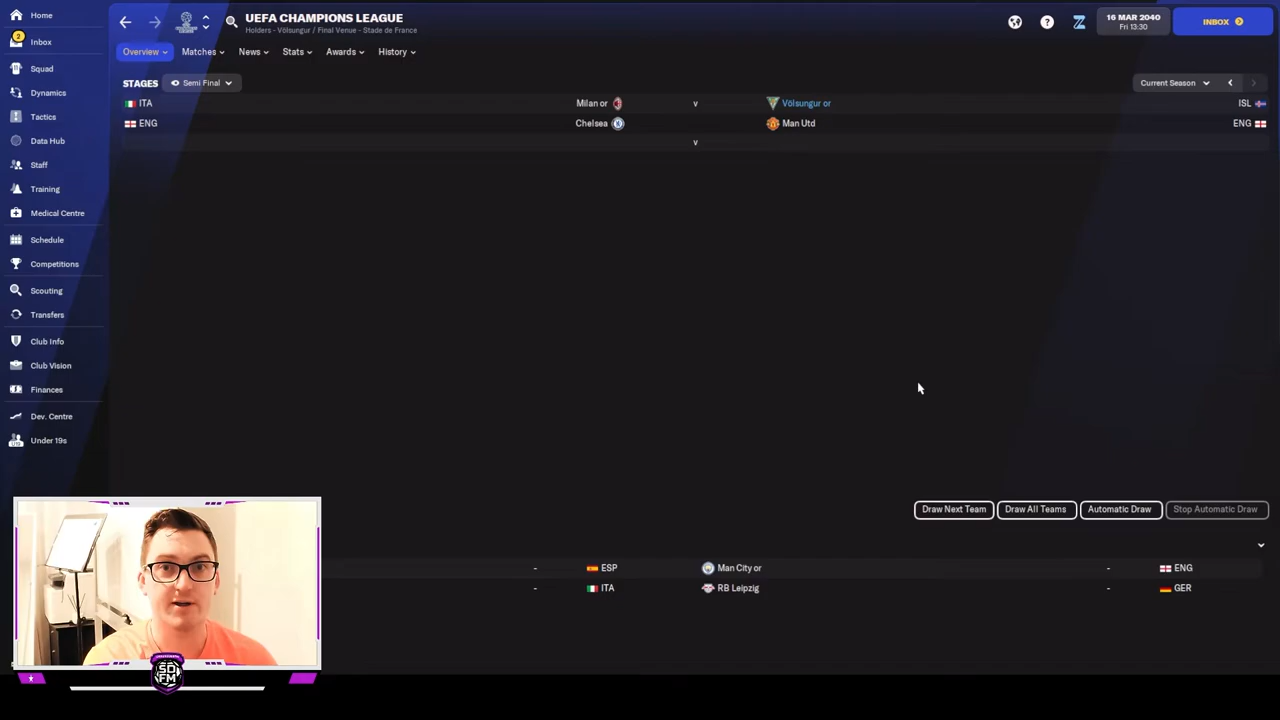 Home
UEFA CHAMPIONS LEAGUE
Holders - Völsungur / Final Venue - Stade de France
16 MAR 2040
Fri 13:30
INBOX
2
Inbox
Overview
Matches
News
Stats
Awards
History
Squad
STAGES
Semi Final
Current Season
Dynamics
ITA
Milan or
v
Völsungur or
ISL
Tactics
ENG
Chelsea
Man Utd
ENG
v
Data Hub
Staff
Training
Medical Centre
Schedule
Competitions
Scouting
Transfers
Club Info
Club Vision
Finances
Dev. Centre
Under 19s
Draw Next Team
Draw All Teams
Automatic Draw
Stop Automatic Draw
- ESP
Man City or
- ENG
- ITA
RB Leipzig
- GER
SD
FM